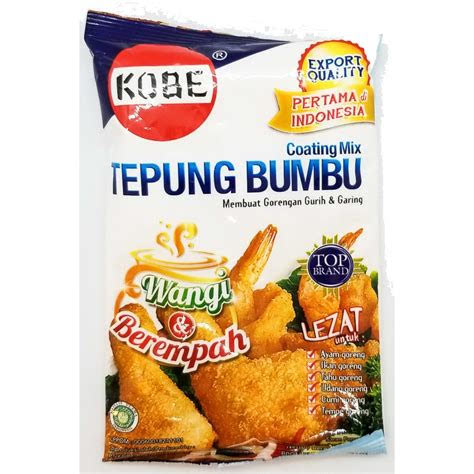 KOBE
®
EXPORT
QUALITY
PERTAMA di
INDONESIA
Coating Mix
TEPUNG BUMBU
Membuat Gorengan Gurih & Garing
Wangi
&
Berempah
TOP
BRAND
LEZAT
untuk :
Ayam goreng
Ikan goreng
Tahu goreng
Udang goreng
Cumi goreng
Tempe goreng